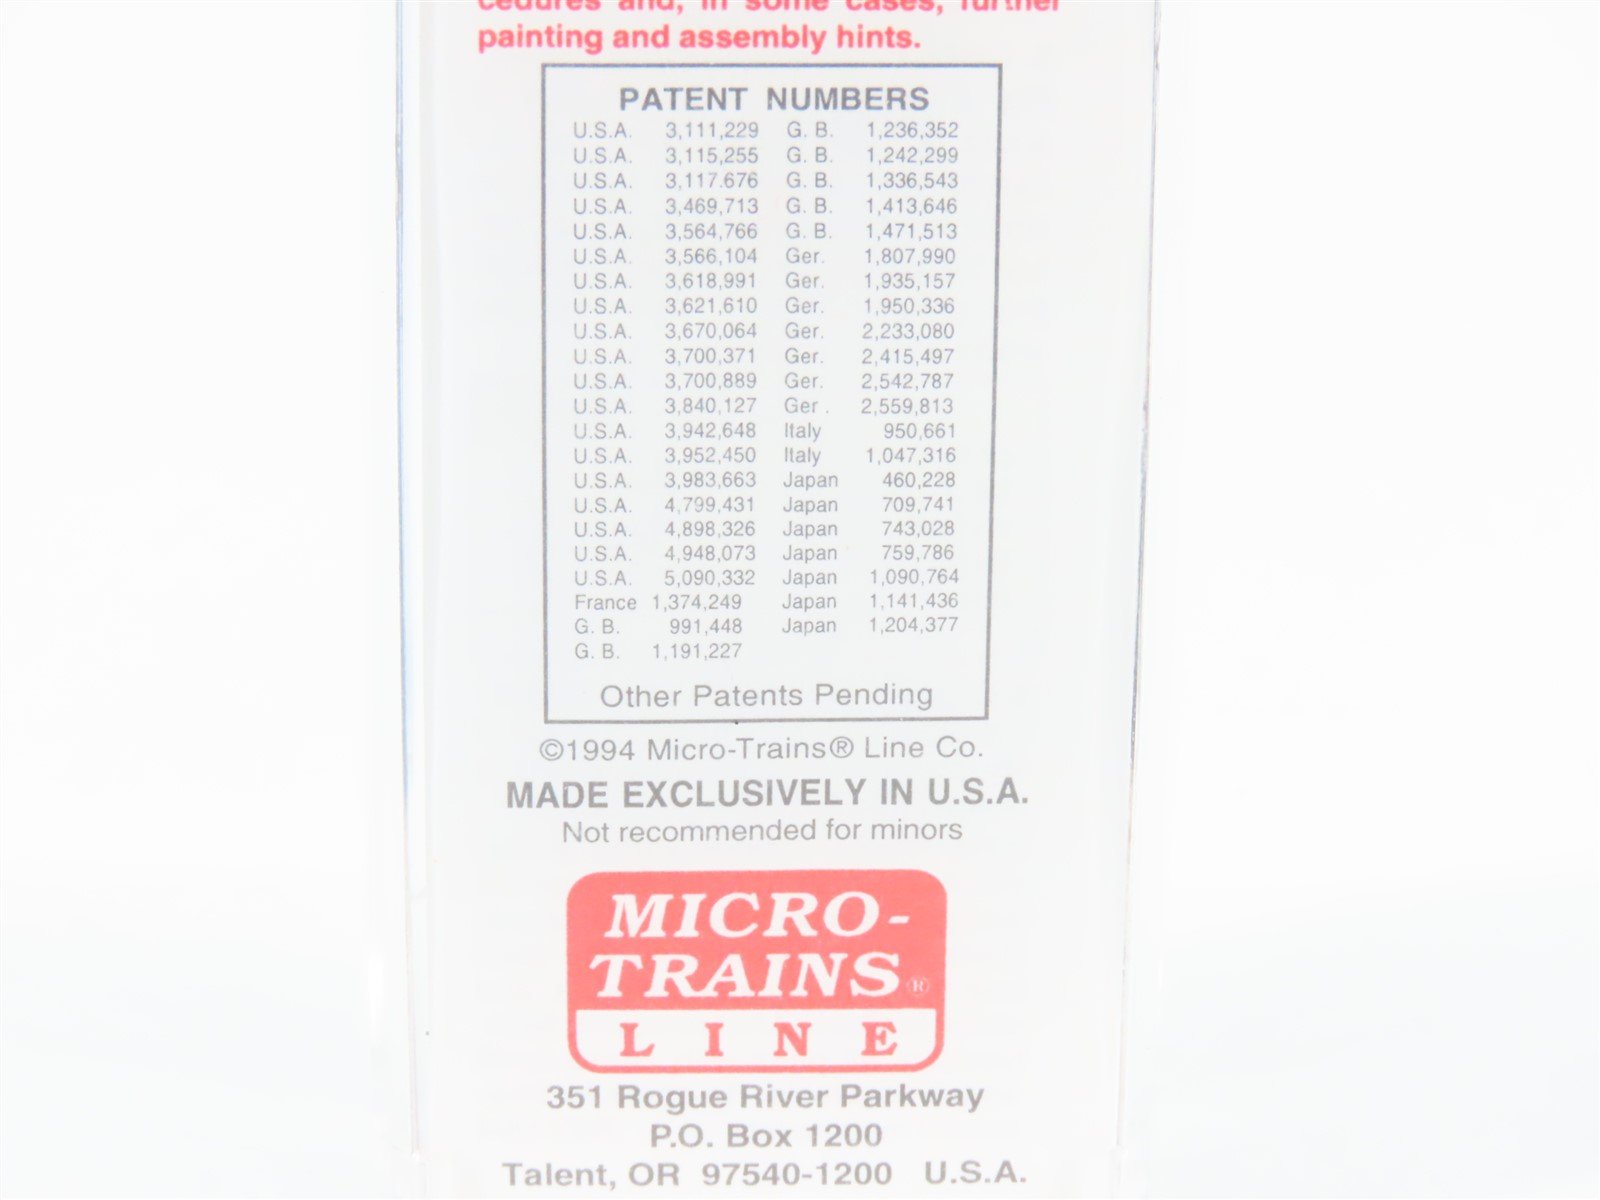 cedures and, in some cases, further
painting and assembly hints.
PATENT NUMBERS
U.S.A. 3,111,229 G. B. 1,236,352
U.S.A. 3,115,255 G. B. 1,242,299
U.S.A. 3,117.676 G. B. 1,336,543
U.S.A. 3,469,713 G. B. 1,413,646
U.S.A. 3,564,766 G. B. 1,471,513
U.S.A. 3,566,104 Ger. 1,807,990
U.S.A. 3,618,991 Ger. 1,935,157
U.S.A. 3,621,610 Ger. 1,950,336
U.S.A. 3,670,064 Ger. 2,233,080
U.S.A. 3,700,371 Ger. 2,415,497
U.S.A. 3,700,889 Ger. 2,542,787
U.S.A. 3,840,127 Ger . 2,559,813
U.S.A. 3,942,648 Italy 950,661
U.S.A. 3,952,450 Italy 1,047,316
U.S.A. 3,983,663 Japan 460,228
U.S.A. 4,799,431 Japan 709,741
U.S.A. 4,898,326 Japan 743,028
U.S.A. 4,948,073 Japan 759,786
U.S.A. 5,090,332 Japan 1,090,764
France 1,374,249 Japan 1,141,436
G. B. 991,448 Japan 1,204,377
G. B. 1,191,227
Other Patents Pending
©1994 Micro-Trains® Line Co.
MADE EXCLUSIVELY IN U.S.A.
Not recommended for minors
MICRO-
TRAINS®
LINE
351 Rogue River Parkway
P.O. Box 1200
Talent, OR 97540-1200 U.S.A.